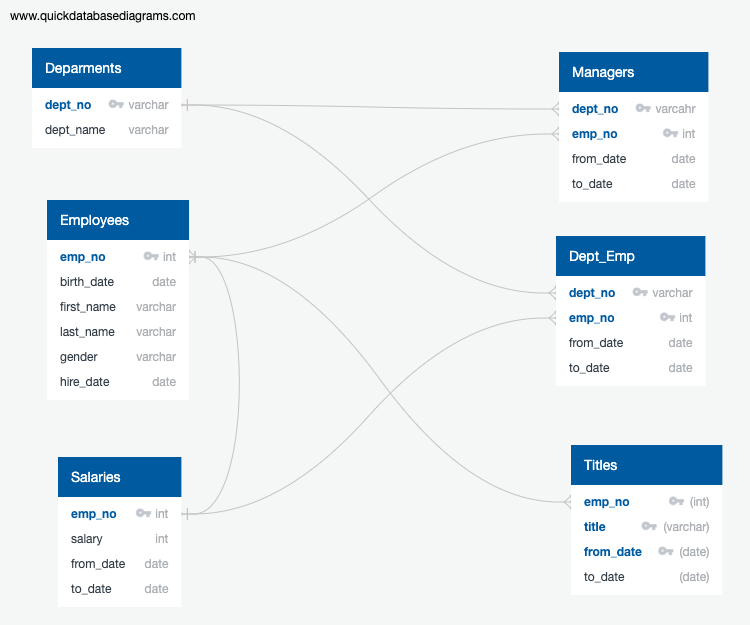 www.quickdatabasediagrams.com
Deparments
dept_no varchar
dept_name varchar
Employees
emp_no int
birth_date date
first_name varchar
last_name varchar
gender varchar
hire_date date
Salaries
emp_no int
salary int
from_date date
to_date date
Managers
dept_no varcahr
emp_no int
from_date date
to_date date
Dept_Emp
dept_no varchar
emp_no int
from_date date
to_date date
Titles
emp_no (int)
title (varchar)
from_date (date)
to_date (date)